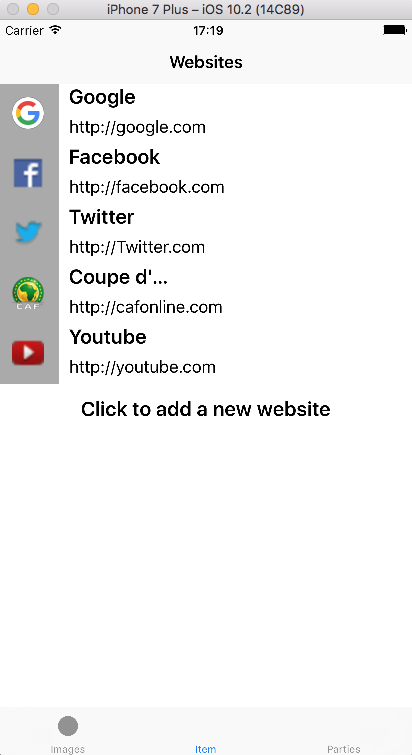 iPhone 7 Plus – iOS 10.2 (14C89)
Carrier 17:19
Websites
Google
http://google.com
Facebook
http://facebook.com
Twitter
http://Twitter.com
Coupe d'...
CAF
http://cafonline.com
Youtube
http://youtube.com
Click to add a new website
Images Item Parties